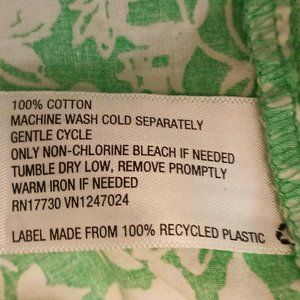 100% COTTON
MACHINE WASH COLD SEPARATELY
GENTLE CYCLE
ONLY NON-CHLORINE BLEACH IF NEEDED
TUMBLE DRY LOW, REMOVE PROMPTLY
WARM IRON IF NEEDED
RN17730 VN1247024
LABEL MADE FROM 100% RECYCLED PLASTIC